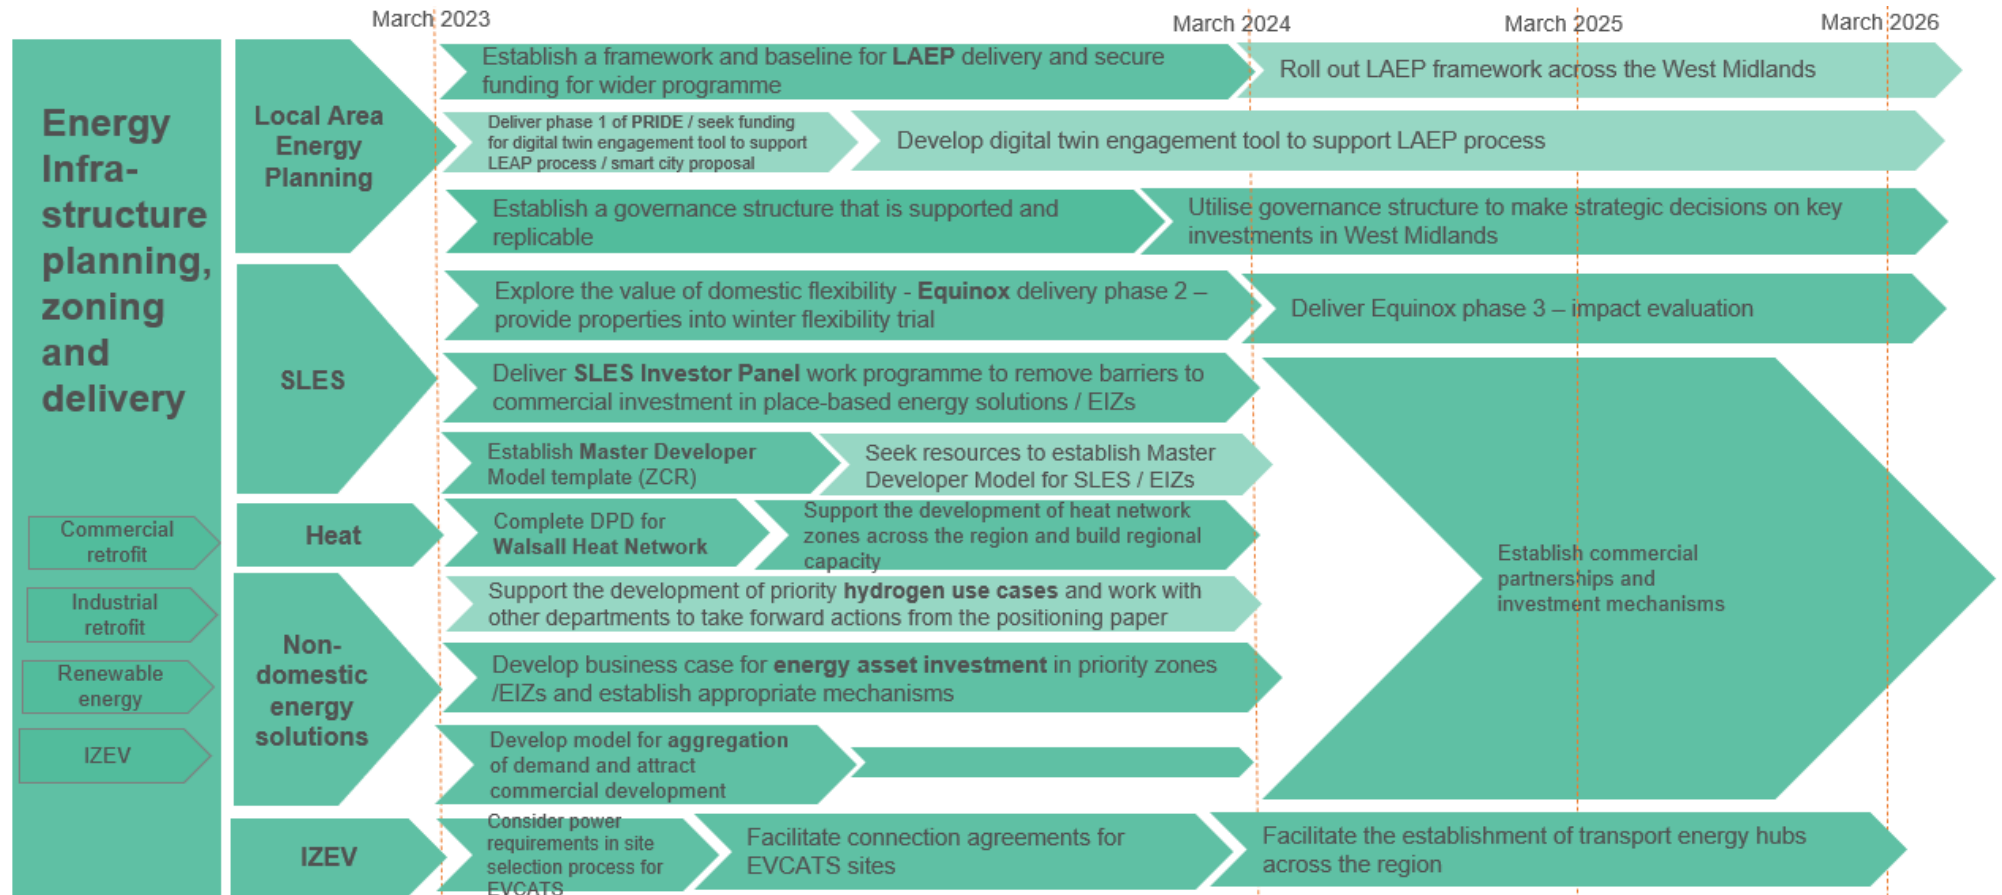 March 2023
March 2024
March 2025
March 2026
Energy
Infra-
structure
planning,
zoning
and
delivery
Commercial
retrofit
Industrial
retrofit
Renewable
energy
IZEV
Local Area
Energy
Planning
Establish a framework and baseline for LAEP delivery and secure
funding for wider programme
Roll out LAEP framework across the West Midlands
Deliver phase 1 of PRIDE / seek funding
for digital twin engagement tool to support
LEAP process / smart city proposal
Develop digital twin engagement tool to support LAEP process
Establish a governance structure that is supported and
replicable
Utilise governance structure to make strategic decisions on key
investments in West Midlands
SLES
Explore the value of domestic flexibility - Equinox delivery phase 2 –
provide properties into winter flexibility trial
Deliver Equinox phase 3 – impact evaluation
Deliver SLES Investor Panel work programme to remove barriers to
commercial investment in place-based energy solutions / EIZs
Establish Master Developer
Model template (ZCR)
Seek resources to establish Master
Developer Model for SLES / EIZs
Heat
Complete DPD for
Walsall Heat Network
Support the development of heat network
zones across the region and build regional
capacity
Non-
domestic
energy
solutions
Support the development of priority hydrogen use cases and work with
other departments to take forward actions from the positioning paper
Develop business case for energy asset investment in priority zones
/EIZs and establish appropriate mechanisms
Develop model for aggregation
of demand and attract
commercial development
Establish commercial
partnerships and
investment mechanisms
IZEV
Consider power
requirements in site
selection process for
EVCATS
Facilitate connection agreements for
EVCATS sites
Facilitate the establishment of transport energy hubs
across the region